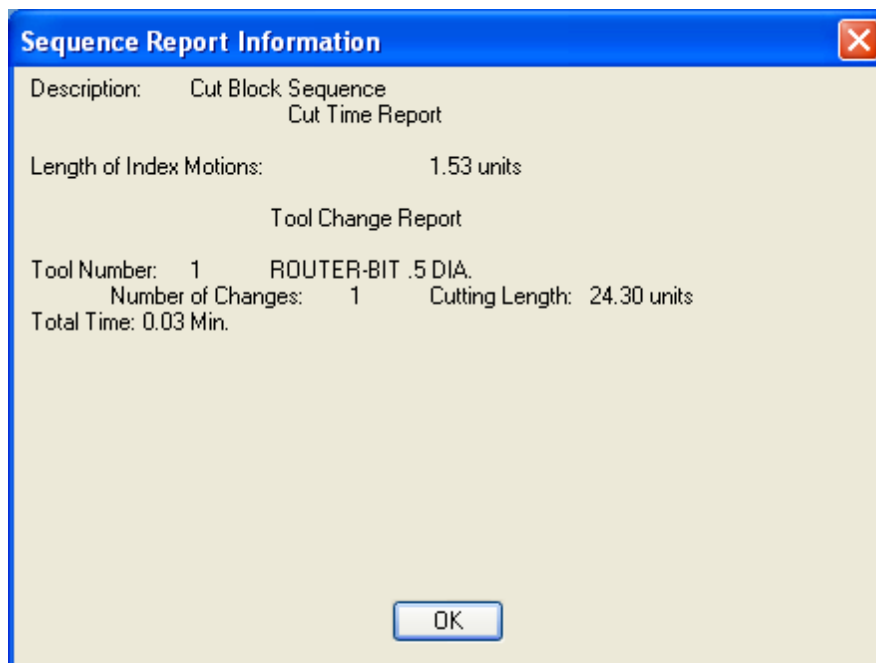 Sequence Report Information
Description: Cut Block Sequence
Cut Time Report
Length of Index Motions: 1.53 units
Tool Change Report
Tool Number: 1 ROUTER-BIT .5 DIA.
Number of Changes: 1 Cutting Length: 24.30 units
Total Time: 0.03 Min.
OK